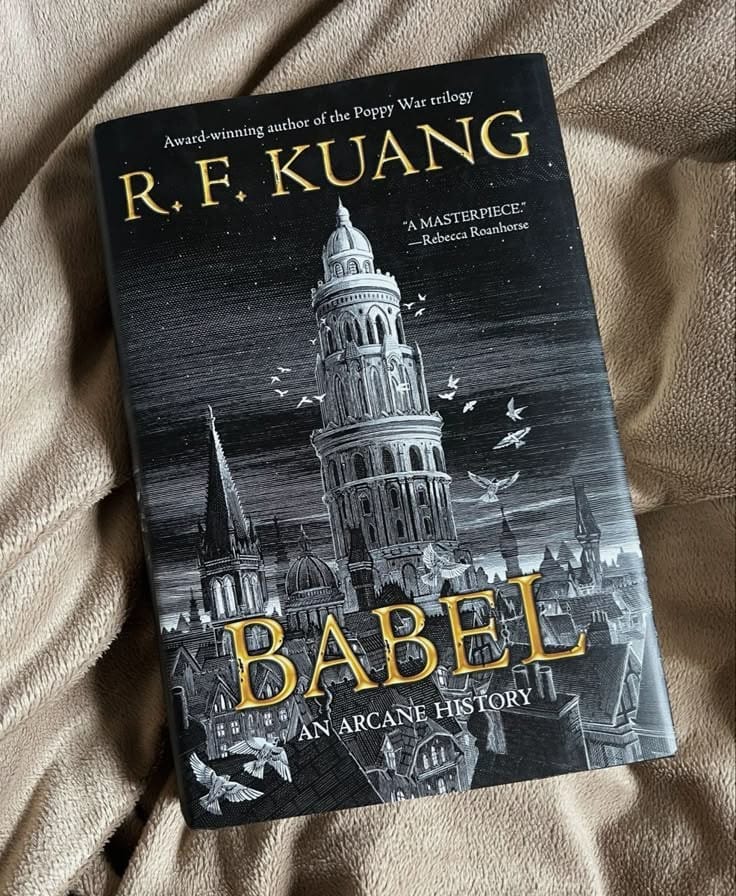 Award-winning author of the Poppy War trilogy
R. F. KUANG
"A MASTERPIECE."
—Rebecca Roanhorse
BABEL
AN ARCANE HISTORY